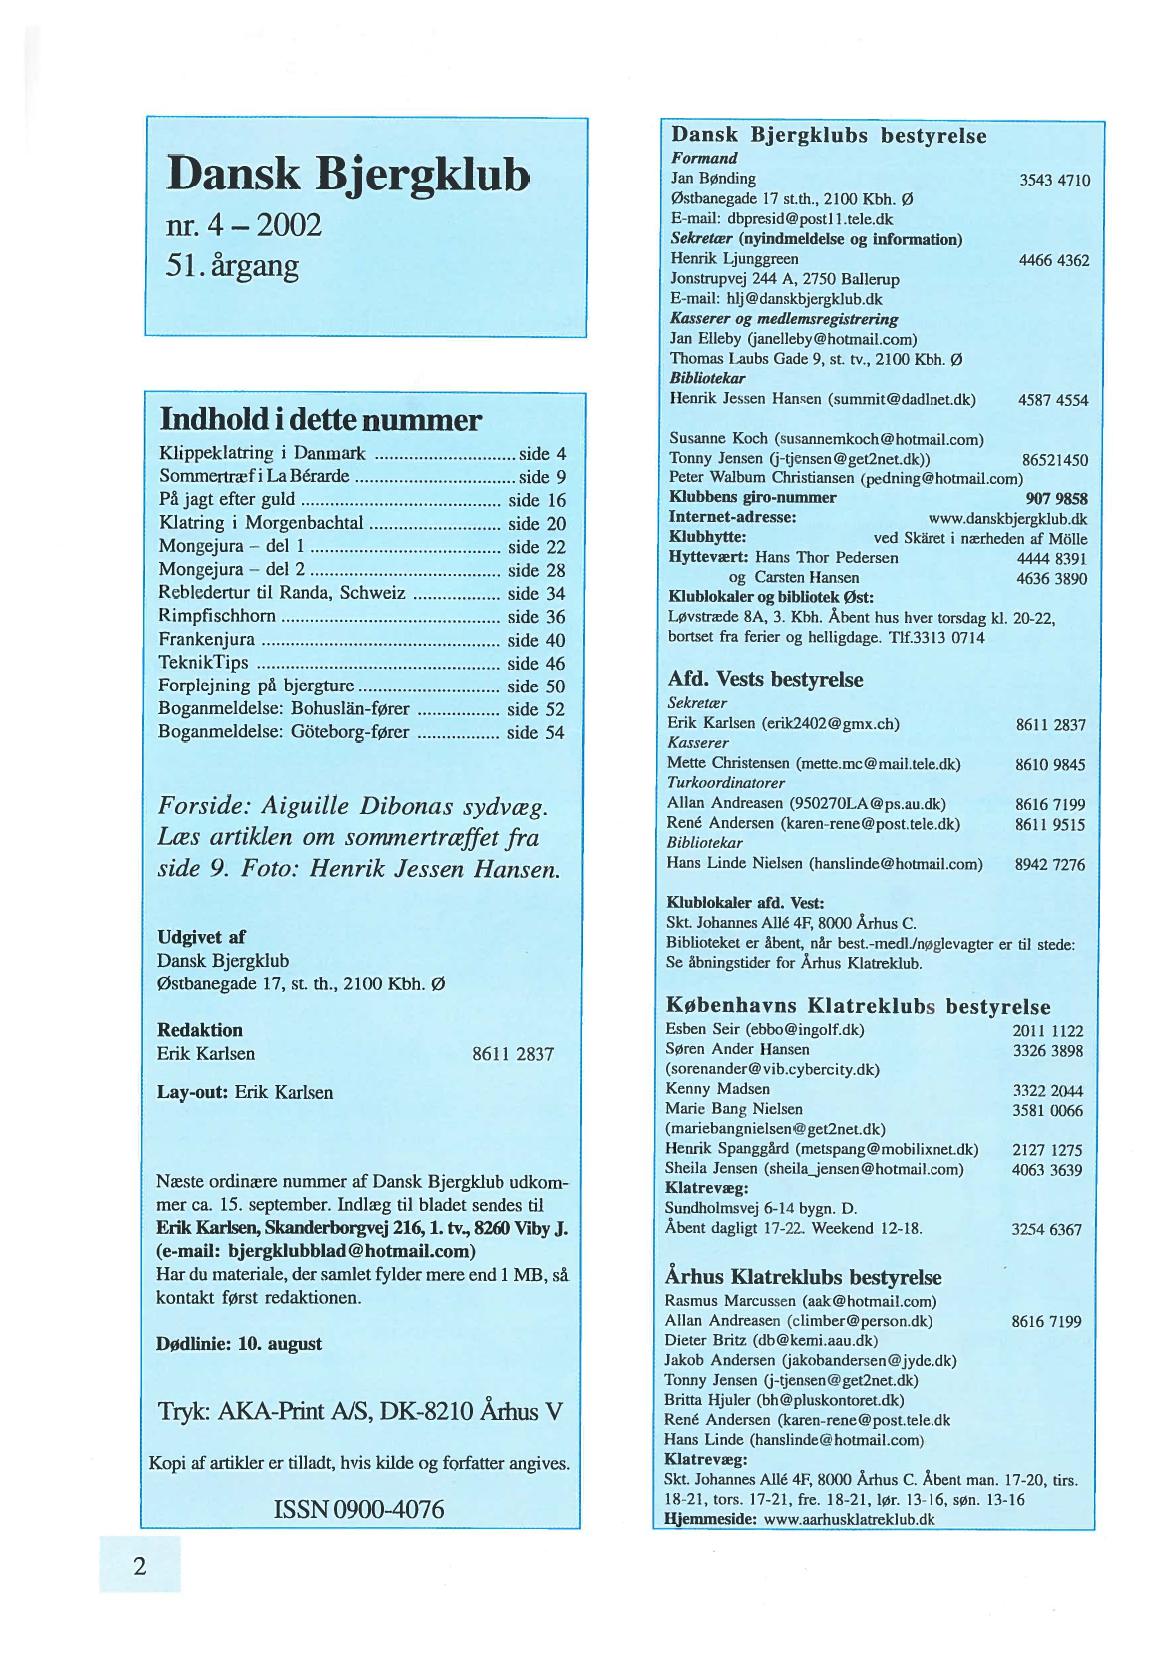 Dansk Bjergklub
nr. 4 – 2002
51. årgang
Indhold i dette nummer
Klippeklatring i Danmark .......................... side 4
Sommertræf i La Bérarde .............................. side 9
På jagt efter guld ..................................... side 16
Klatring i Morgenbachtal ........................ side 20
Mongejura – del 1 ................................... side 22
Mongejura – del 2 ................................... side 28
Rebledertur til Randa, Schweiz ................ side 34
Rimpfischhorn ......................................... side 36
Frankenjura ............................................. side 40
TeknikTips ............................................. side 46
Forplejning på bjergture .......................... side 50
Boganmeldelse: Bohuslän-fører ................ side 52
Boganmeldelse: Göteborg-fører ................ side 54
Forside: Aiguille Dibonas sydvæg.
Læs artiklen om sommertræffet fra
side 9. Foto: Henrik Jessen Hansen.
Udgivet af
Dansk Bjergklub
Østbanegade 17, st. th., 2100 Kbh. Ø
Redaktion
Erik Karlsen 8611 2837
Lay-out: Erik Karlsen
Næste ordinære nummer af Dansk Bjergklub udkom-
mer ca. 15. september. Indlæg til bladet sendes til
Erik Karlsen, Skanderborgvej 216, 1. tv., 8260 Viby J.
(e-mail: bjergklubblad@hotmail.com)
Har du materiale, der samlet fylder mere end 1 MB, så
kontakt først redaktionen.
Dødlinie: 10. august
Tryk: AKA-Print A/S, DK-8210 Århus V
Kopi af artikler er tilladt, hvis kilde og forfatter angives.
ISSN 0900-4076
2
Dansk Bjergklubs bestyrelse
Formand
Jan Bønding 3543 4710
Østbanegade 17 st.th., 2100 Kbh. Ø
E-mail: dbpresid@post11.tele.dk
Sekretær (nyindmeldelse og information)
Henrik Ljunggreen 4466 4362
Jonstrupvej 244 A, 2750 Ballerup
E-mail: hlj@danskbjergklub.dk
Kasserer og medlemsregistrering
Jan Elleby (janelleby@hotmail.com)
Thomas Laubs Gade 9, st. tv., 2100 Kbh. Ø
Bibliotekar
Henrik Jessen Hansen (summit@dadlnet.dk) 4587 4554
Susanne Koch (susannemkoch@hotmail.com)
Tonny Jensen (j-tjensen@get2net.dk)) 86521450
Peter Walbum Christiansen (pedning@hotmail.com)
Klubbens giro-nummer 907 9858
Internet-adresse: www.danskbjergklub.dk
Klubhytte: ved Skäret i nærheden af Mölle
Hyttevært: Hans Thor Pedersen 4444 8391
og Carsten Hansen 4636 3890
Klublokaler og bibliotek Øst:
Løvstræde 8A, 3. Kbh. Åbent hus hver torsdag kl. 20-22,
bortset fra ferier og helligdage. Tlf.3313 0714
Afd. Vests bestyrelse
Sekretær
Erik Karlsen (erik2402@gmx.ch) 8611 2837
Kasserer
Mette Christensen (mette.mc@mail.tele.dk) 8610 9845
Turkoordinatorer
Allan Andreasen (950270LA@ps.au.dk) 8616 7199
René Andersen (karen-rene@post.tele.dk) 8611 9515
Bibliotekar
Hans Linde Nielsen (hanslinde@hotmail.com) 8942 7276
Klublokaler afd. Vest:
Skt. Johannes Allé 4F, 8000 Århus C.
Biblioteket er åbent, når best.-medl./nøglevagter er til stede:
Se åbningstider for Århus Klatreklub.
Københavns Klatreklubs bestyrelse
Esben Seir (ebbo@ingolf.dk) 2011 1122
Søren Ander Hansen 3326 3898
(sorenander@vib.cybercity.dk)
Kenny Madsen 3322 2044
Marie Bang Nielsen 3581 0066
(mariebangnielsen@get2net.dk)
Henrik Spanggård (metspang@mobilixnet.dk) 2127 1275
Sheila Jensen (sheila_jensen@hotmail.com) 4063 3639
Klatrevæg:
Sundholmsvej 6-14 bygn. D.
Åbent dagligt 17-22. Weekend 12-18. 3254 6367
Århus Klatreklubs bestyrelse
Rasmus Marcussen (aak@hotmail.com)
Allan Andreasen (climber@person.dk) 8616 7199
Dieter Britz (db@kemi.aau.dk)
Jakob Andersen (jakobandersen@jyde.dk)
Tonny Jensen (j-tjensen@get2net.dk)
Britta Hjuler (bh@pluskontoret.dk)
René Andersen (karen-rene@post.tele.dk
Hans Linde (hanslinde@hotmail.com)
Klatrevæg:
Skt. Johannes Allé 4F, 8000 Århus C. Åbent man. 17-20, tirs.
18-21, tors. 17-21, fre. 18-21, lør. 13-16, søn. 13-16
Hjemmeside: www.aarhusklatreklub.dk